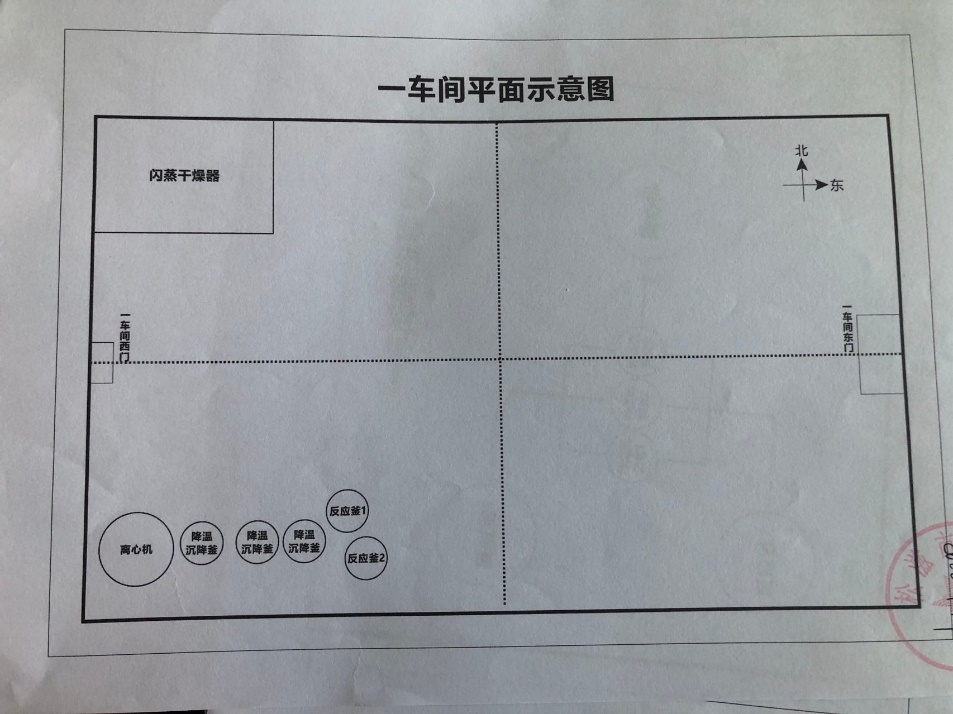 一车间平面示意图
北
东
闪蒸干燥器
一车间西门
一车间东门
反应釜1
降温
沉降釜
降温
沉降釜
降温
沉降釜
离心机
反应釜2